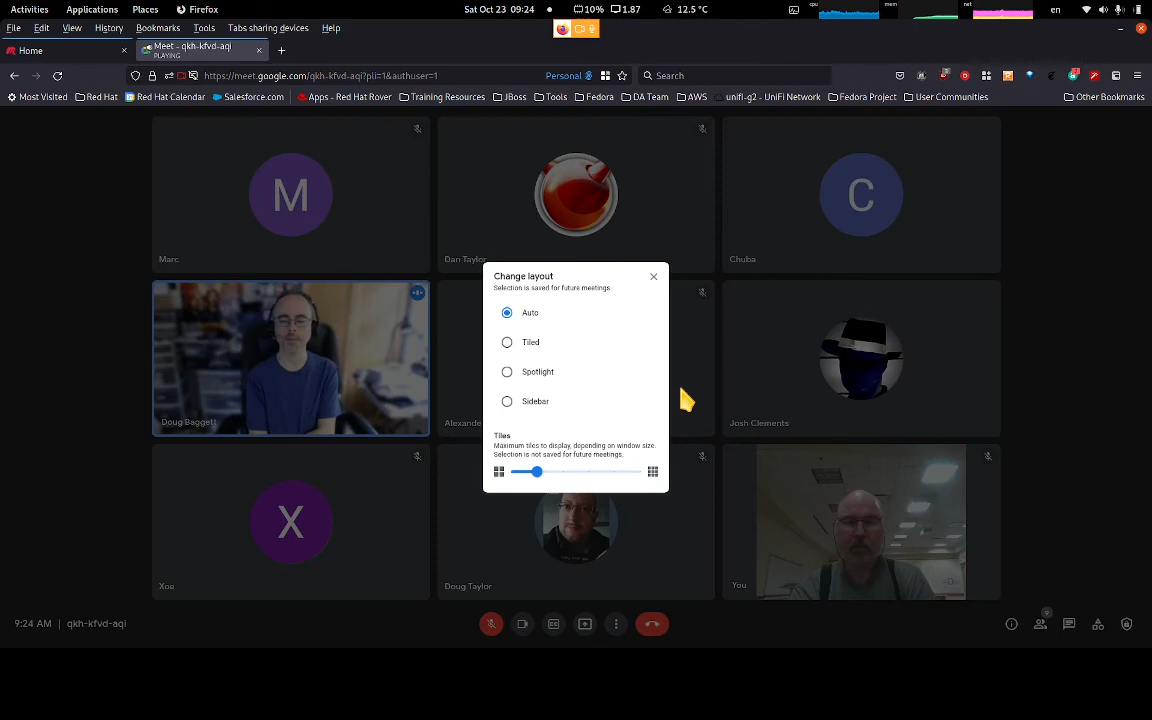 Activities Applications Places Firefox Sat Oct 23 09:24 10% 1.87 12.5 °C cpu mem net en
File Edit View History Bookmarks Tools Tabs sharing devices Help
Home Meet - qkh-kfvd-aqi
PLAYING
https://meet.google.com/qkh-kfvd-aqi?pli=1&authuser=1 Personal Search
Most Visited Red Hat Red Hat Calendar Salesforce.com Apps - Red Hat Rover Training Resources JBoss Tools Fedora DA Team AWS unifi-g2 - UniFi Network Fedora Project User Communities Other Bookmarks
M
C
Marc
Dan Taylor
Chuba
Change layout
Selection is saved for future meetings
Auto
Tiled
Spotlight
Sidebar
Tiles
Maximum tiles to display, depending on window size.
Selection is not saved for future meetings.
Doug Baggett
Alexande
Josh Clements
X
Xoe
Doug Taylor
You
9:24 AM | qkh-kfvd-aqi
9